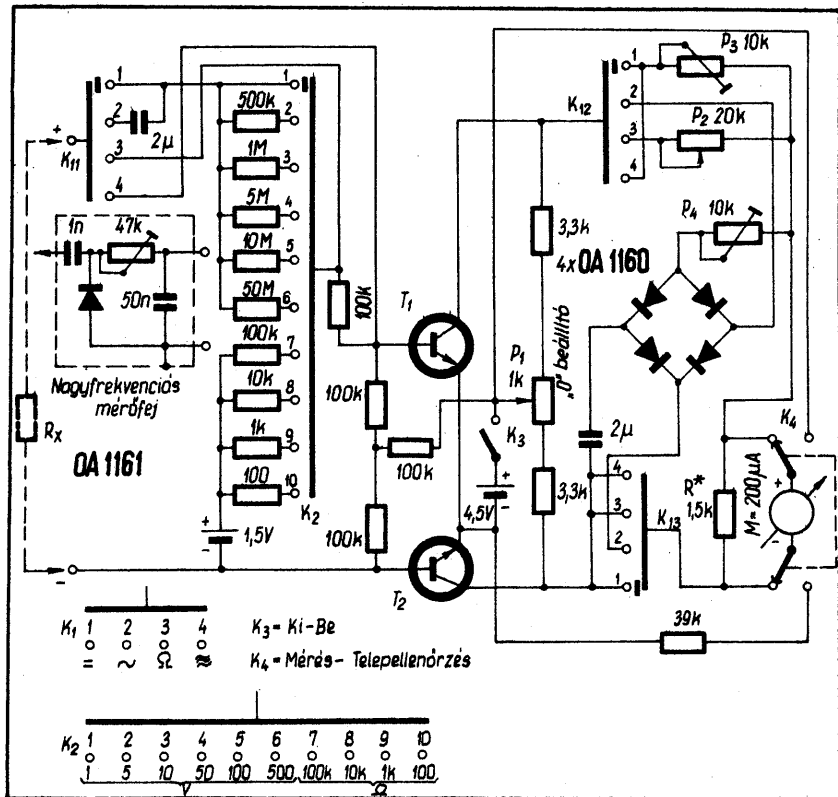 1
2
3
4
+
K11
2μ
1
500k
2
1M
3
5M
4
10M
5
50M
6
100k
7
10k
8
1k
9
100
10
K2
1n
47k
50n
Nagyfrekvenciás
mérőfej
Rx
OA 1161
+
-
1,5V
-
100k
100k
100k
100k
T1
T2
K12
1
2
3
4
P3 10k
P2 20k
P4 10k
3,3k
4x OA 1160
P1
1k
„0" beállító
3,3k
K3
+
-
4,5V
2μ
4
3
2
1
K13
R*
1,5k
M = 200μA
+
-
K4
39k
K1 1 2 3 4
= ~ Ω ≋
K3 = Ki-Be
K4 = Mérés- Telepellenőrzés
K2 1 2 3 4 5 6 7 8 9 10
1 5 10 50 100 500 100k 10k 1k 100
V Ω